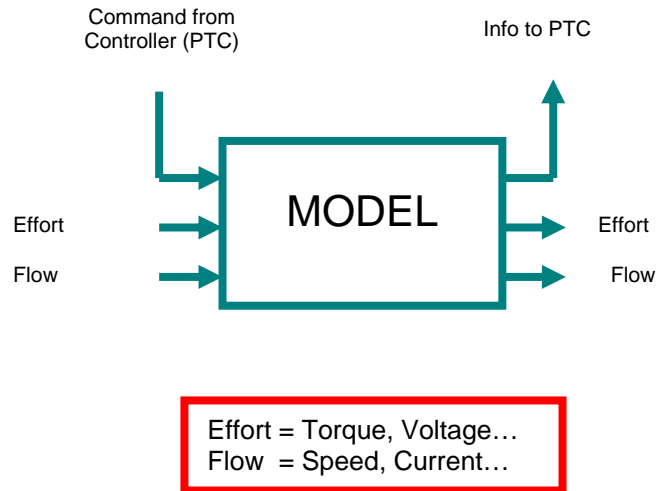 Command from
Controller (PTC)
Info to PTC
MODEL
Effort
Effort
Flow
Flow
Effort = Torque, Voltage…
Flow = Speed, Current…